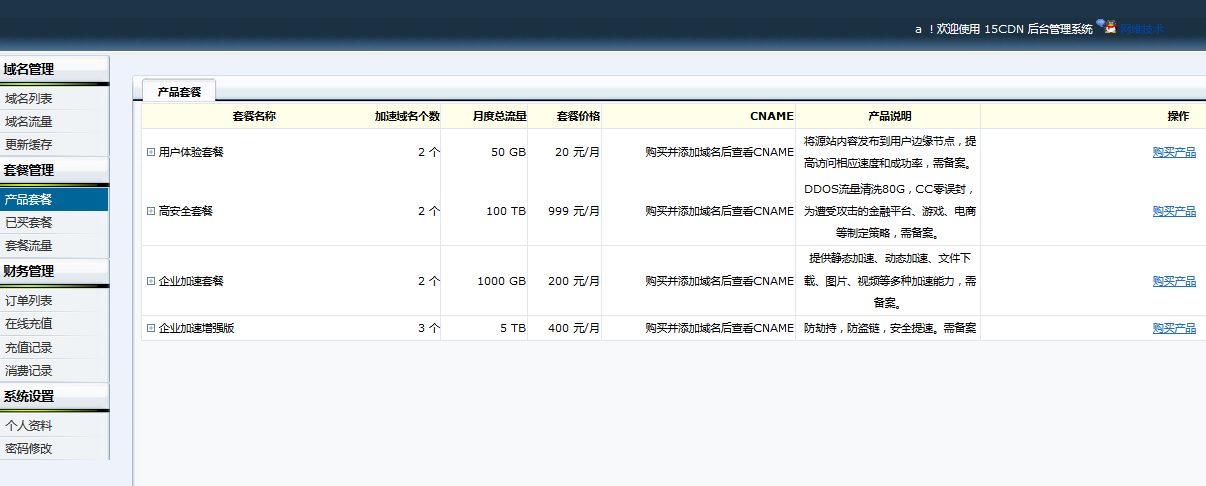 a ！欢迎使用 15CDN 后台管理系统 网维技术
域名管理
域名列表
域名流量
更新缓存
套餐管理
产品套餐
已买套餐
套餐流量
财务管理
订单列表
在线充值
充值记录
消费记录
系统设置
个人资料
密码修改
产品套餐
套餐名称 加速域名个数 月度总流量 套餐价格 CNAME 产品说明 操作
用户体验套餐 2 个 50 GB 20 元/月 购买并添加域名后查看CNAME 将源站内容发布到用户边缘节点，提
高访问相应速度和成功率，需备案。 购买产品
高安全套餐 2 个 100 TB 999 元/月 购买并添加域名后查看CNAME DDOS流量清洗80G，CC零误封，
为遭受攻击的金融平台、游戏、电商
等制定策略，需备案。 购买产品
企业加速套餐 2 个 1000 GB 200 元/月 购买并添加域名后查看CNAME 提供静态加速、动态加速、文件下
载、图片、视频等多种加速能力，需
备案。 购买产品
企业加速增强版 3 个 5 TB 400 元/月 购买并添加域名后查看CNAME 防劫持，防盗链，安全提速。需备案 购买产品